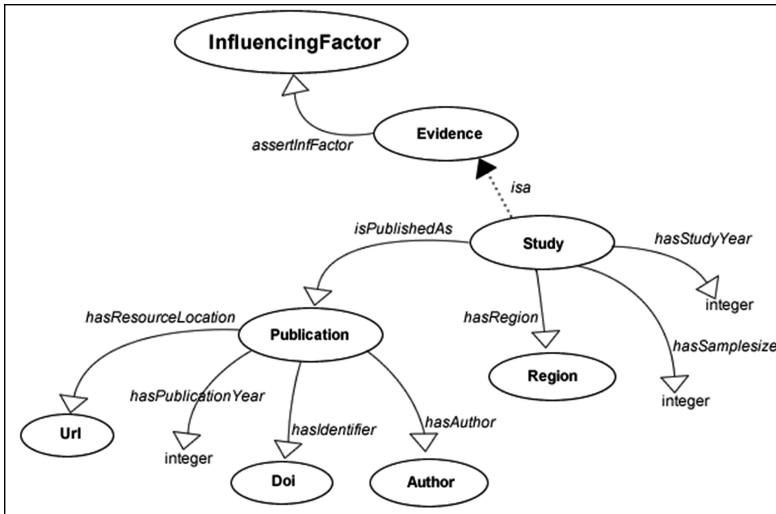 InfluencingFactor
assertInfFactor
Evidence
isa
isPublishedAs
Study
hasStudyYear
integer
hasResourceLocation
Publication
hasRegion
hasSamplesize
Region
integer
hasPublicationYear
hasIdentifier
hasAuthor
Url
integer
Doi
Author